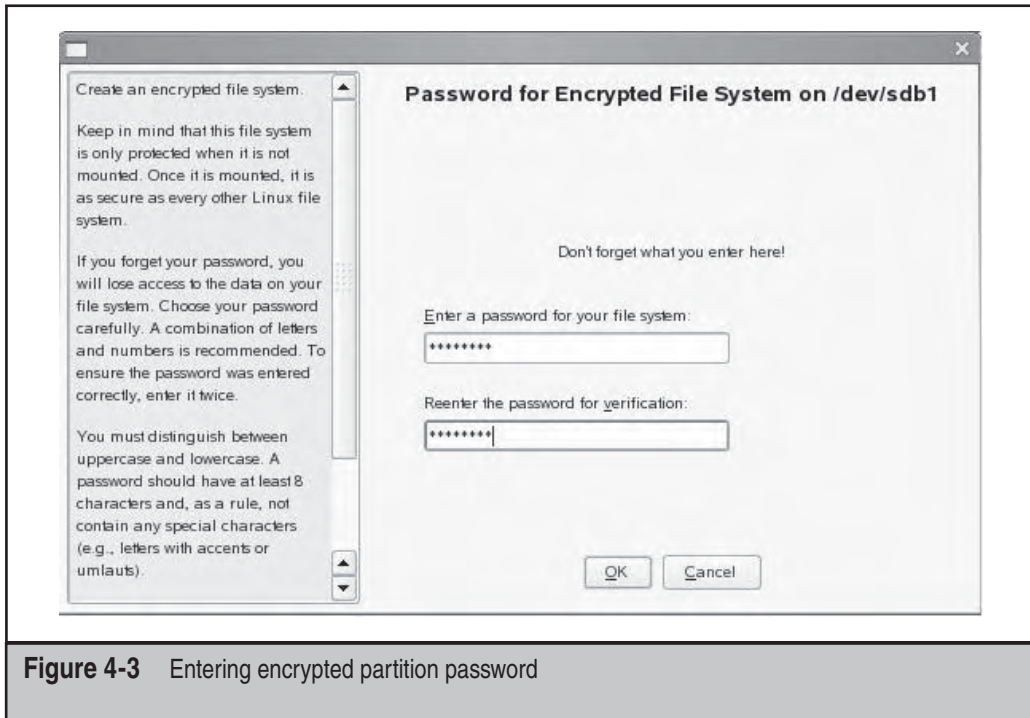 Create an encrypted file system.
Keep in mind that this file system
is only protected when it is not
mounted. Once it is mounted, it is
as secure as every other Linux file
system.
If you forget your password, you
will lose access to the data on your
file system. Choose your password
carefully. A combination of letters
and numbers is recommended. To
ensure the password was entered
correctly, enter it twice.
You must distinguish between
uppercase and lowercase. A
password should have at least 8
characters and, as a rule, not
contain any special characters
(e.g., letters with accents or
umlauts).
Password for Encrypted File System on /dev/sdb1
Don't forget what you enter here!
Enter a password for your file system:
********
Reenter the password for verification:
********
OK Cancel
Figure 4-3 Entering encrypted partition password